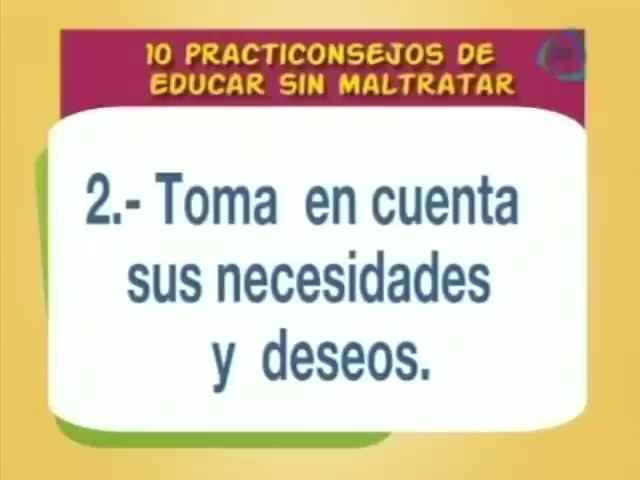 10 PRACTICONSEJOS DE
EDUCAR SIN MALTRATAR
2.- Toma en cuenta
sus necesidades
y deseos.